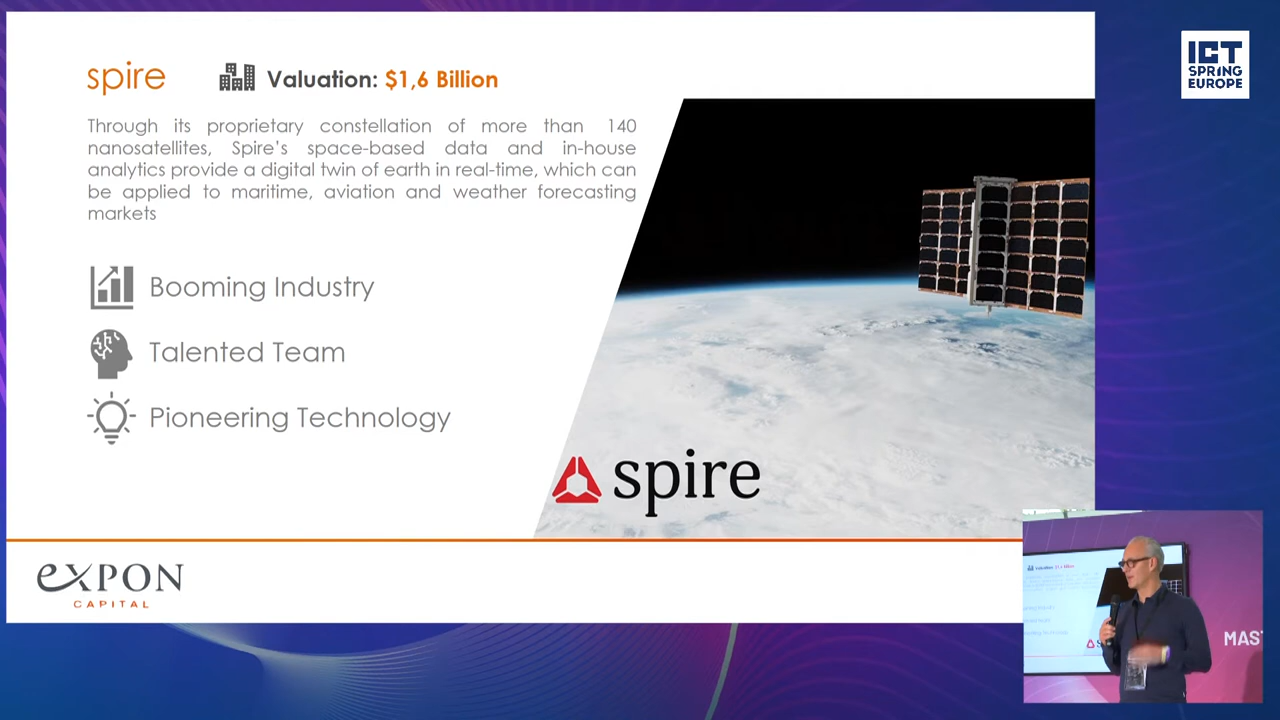 spire
Valuation: $1,6 Billion
Through its proprietary constellation of more than 140
nanosatellites, Spire's space-based data and in-house
analytics provide a digital twin of earth in real-time, which can
be applied to maritime, aviation and weather forecasting
markets
Booming Industry
Talented Team
Pioneering Technology
spire
EXPON
CAPITAL
ICT
SPRING
EUROPE
Valuation:
MAST